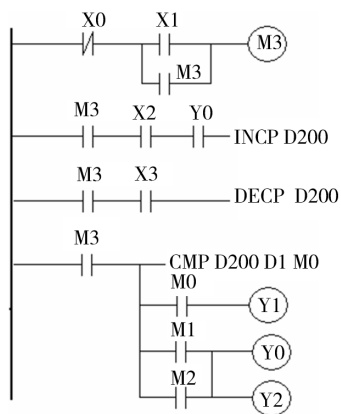 X0 X1
M3
M3
M3 X2 Y0
INCP D200
M3 X3
DECP D200
M3
CMP D200 D1 M0
M0
Y1
M1
Y0
M2
Y2